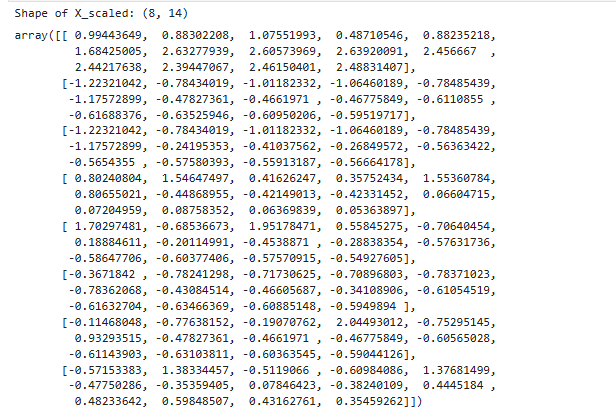 Shape of X_scaled: (8, 14)
array([[ 0.99443649,  0.88302208,  1.07551993,  0.48710546,  0.88235218,
         1.68425005,  2.63277939,  2.60573969,  2.63920091,  2.456667  ,
         2.44217638,  2.39447067,  2.46150401,  2.48831407],
       [-1.22321042, -0.78434019, -1.01182332, -1.06460189, -0.78485439,
        -1.17572899, -0.47827361, -0.4661971 , -0.46775849, -0.6110855 ,
        -0.61688376, -0.63525946, -0.60950206, -0.59519717],
       [-1.22321042, -0.78434019, -1.01182332, -1.06460189, -0.78485439,
        -1.17572899, -0.24195353, -0.41037562, -0.26849572, -0.56363422,
        -0.5654355 , -0.57580393, -0.55913187, -0.56664178],
       [ 0.80240804,  1.54647497,  0.41626247,  0.35752434,  1.55360784,
         0.80655021, -0.44868955, -0.42149013, -0.42331452,  0.06604715,
         0.07204959,  0.08758352,  0.06369839,  0.05363897],
       [ 1.70297481, -0.68536673,  1.95178471,  0.55845275, -0.70640454,
         0.18884611, -0.20114991, -0.4538871 , -0.28838354, -0.57631736,
        -0.58647706, -0.60377406, -0.57570915, -0.54927605],
       [-0.3671842 , -0.78241298, -0.71730625, -0.70896803, -0.78371023,
        -0.78362068, -0.43084514, -0.46605687, -0.34108906, -0.61054519,
        -0.61632704, -0.63466369, -0.60885148, -0.5949894 ],
       [-0.11468048, -0.77638152, -0.19070762,  2.04493012, -0.75295145,
         0.93293515, -0.47827361, -0.4661971 , -0.46775849, -0.60565028,
        -0.61143903, -0.63103811, -0.60363545, -0.59044126],
       [-0.57153383,  1.38334457, -0.5119066 , -0.60984086,  1.37681499,
        -0.47750286, -0.35359405,  0.07846423, -0.38240109,  0.4445184 ,
         0.48233642,  0.59848507,  0.43162761,  0.35459262]])